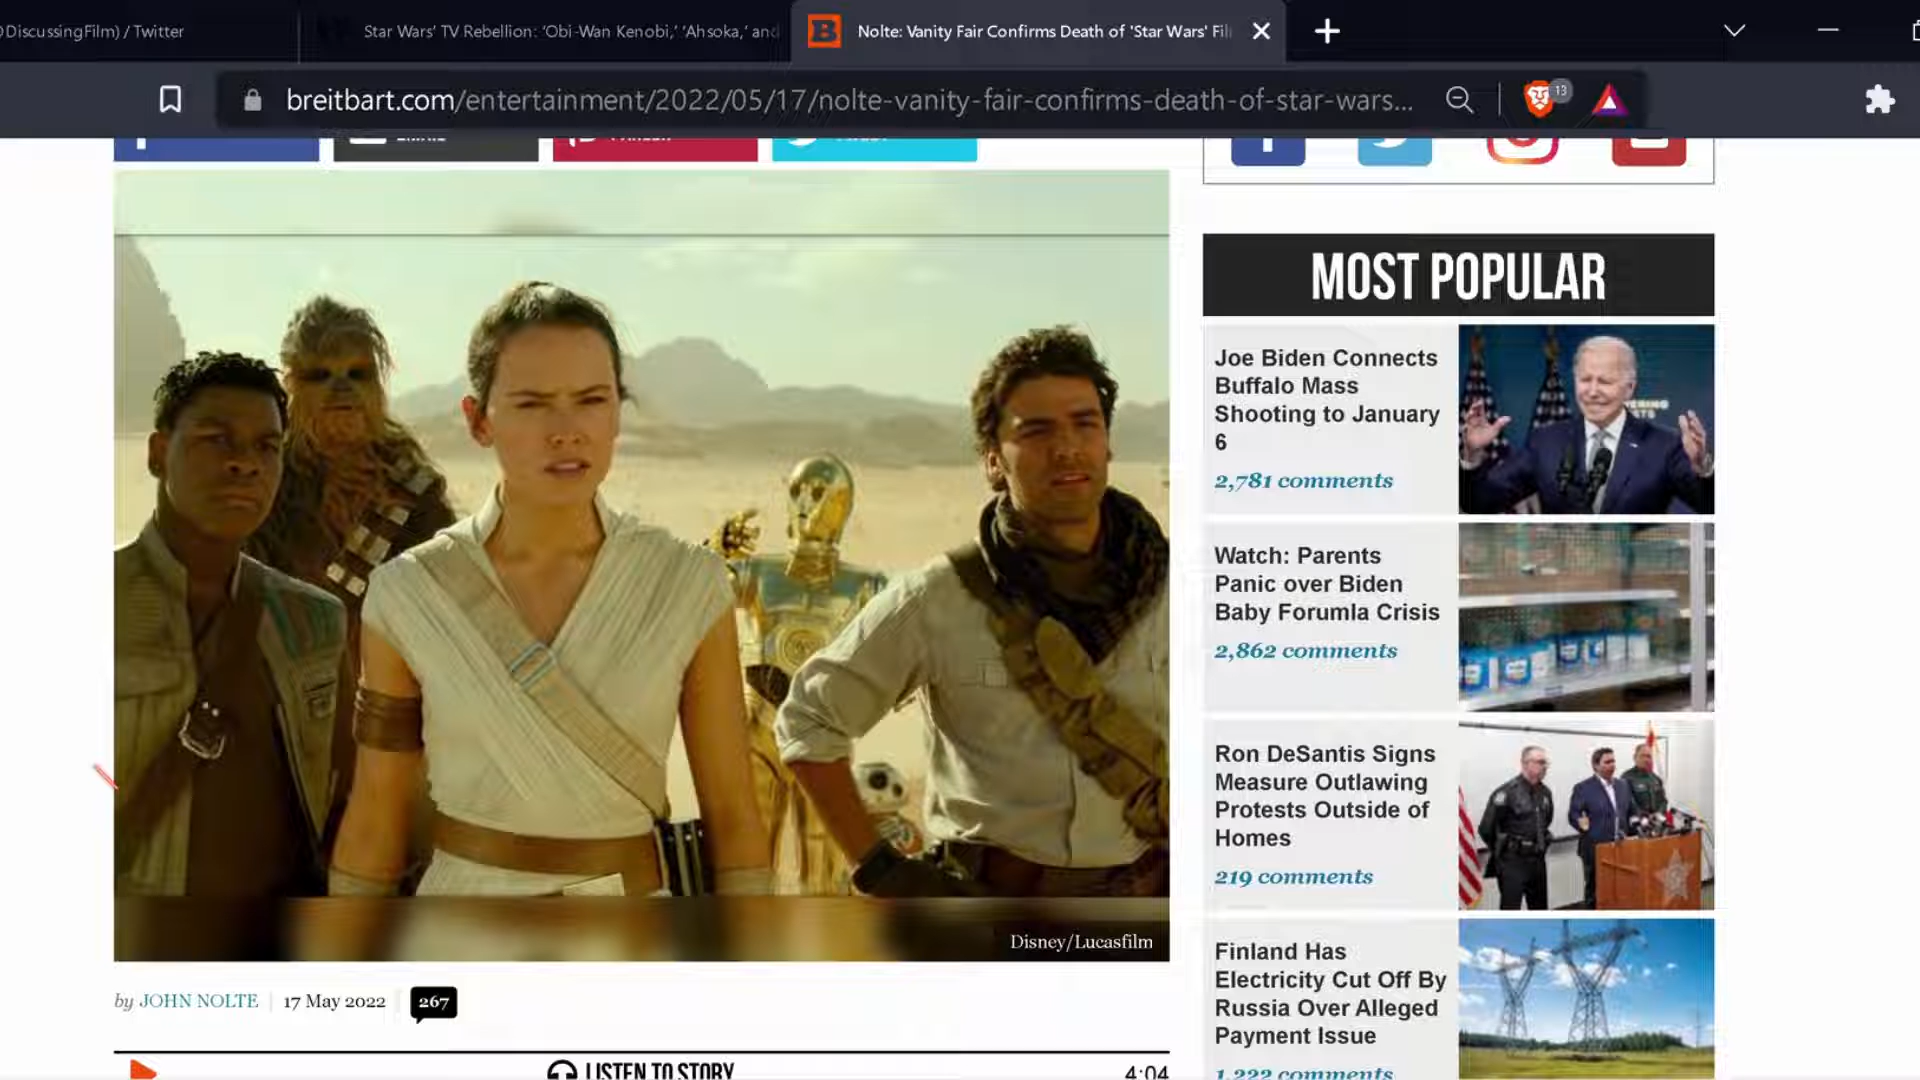 DiscussingFilm) / Twitter
Star Wars' TV Rebellion: 'Obi-Wan Kenobi,' 'Ahsoka,' and
B
Nolte: Vanity Fair Confirms Death of 'Star Wars' Fil
breitbart.com/entertainment/2022/05/17/nolte-vanity-fair-confirms-death-of-star-wars...
13
MOST POPULAR
Joe Biden Connects
Buffalo Mass
Shooting to January
6
2,781 comments
Watch: Parents
Panic over Biden
Baby Forumla Crisis
2,862 comments
Ron DeSantis Signs
Measure Outlawing
Protests Outside of
Homes
219 comments
Finland Has
Electricity Cut Off By
Russia Over Alleged
Payment Issue
1,222 comments
Disney/Lucasfilm
by JOHN NOLTE
17 May 2022
267
LISTEN TO STORY
4:04